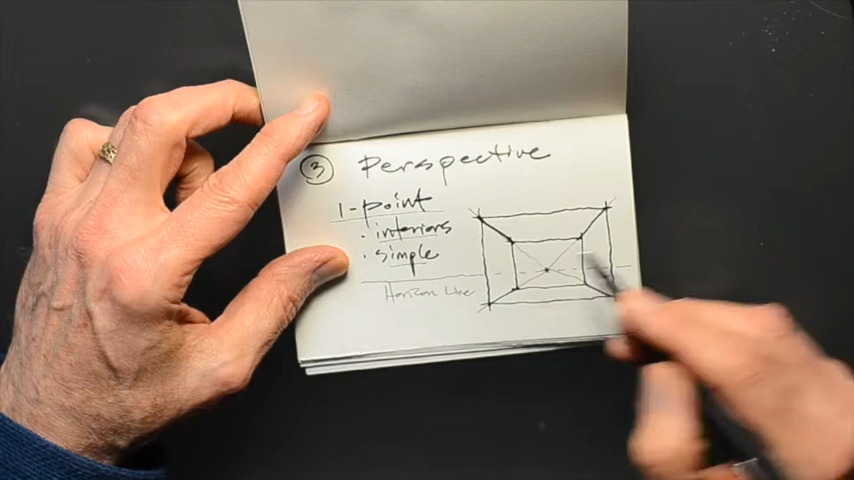 ③ Perspective
1-point
· interiors
· simple
Horizon Line